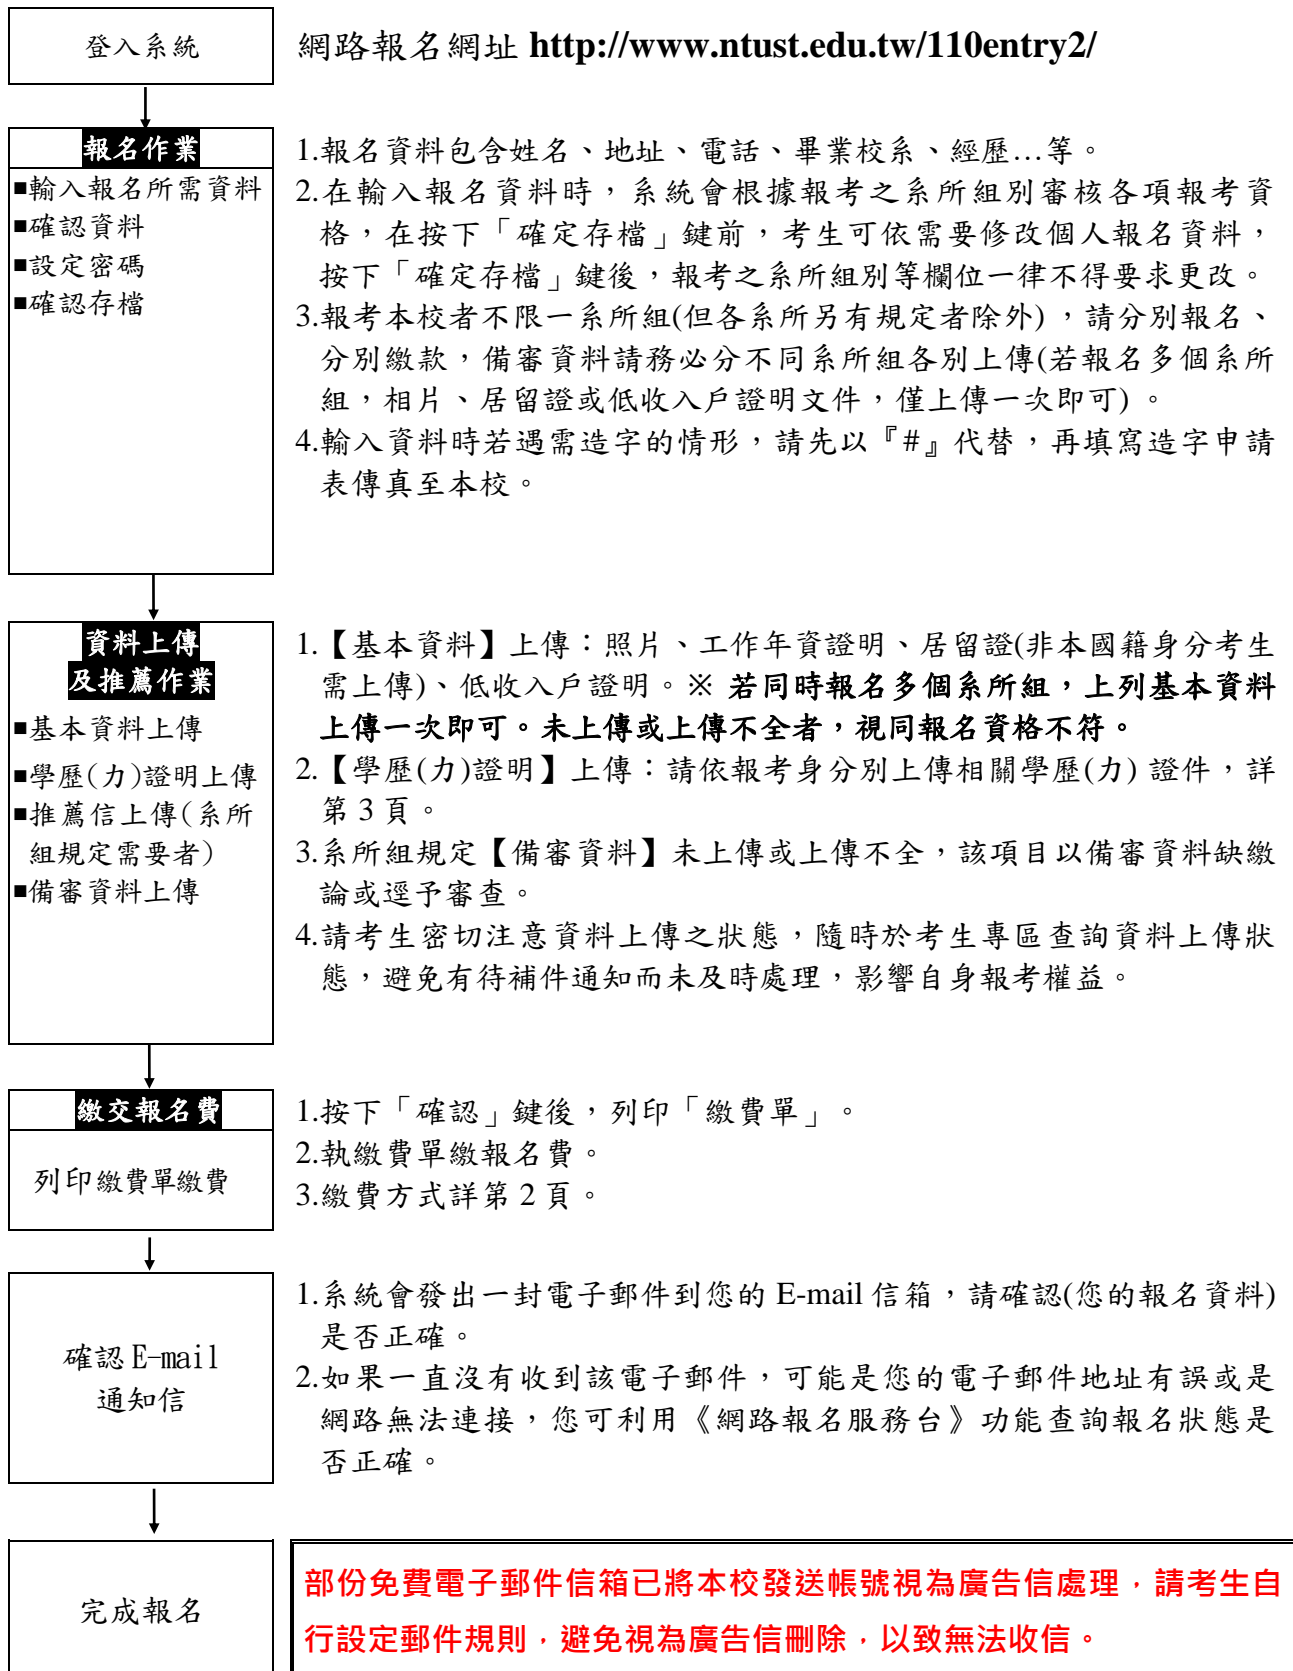 登入系統
網路報名網址 http://www.ntust.edu.tw/110entry2/
報名作業
■輸入報名所需資料
■確認資料
■設定密碼
■確認存檔
1.報名資料包含姓名、地址、電話、畢業校系、經歷…等。
2.在輸入報名資料時，系統會根據報考之系所組別審核各項報考資
格，在按下「確定存檔」鍵前，考生可依需要修改個人報名資料，
按下「確定存檔」鍵後，報考之系所組別等欄位一律不得要求更改。
3.報考本校者不限一系所組(但各系所另有規定者除外)，請分別報名、
分別繳款，備審資料請務必分不同系所組各別上傳(若報名多個系所
組，相片、居留證或低收入戶證明文件，僅上傳一次即可)。
4.輸入資料時若遇需造字的情形，請先以『#』代替，再填寫造字申請
表傳真至本校。
資料上傳
及推薦作業
■基本資料上傳
■學歷(力)證明上傳
■推薦信上傳(系所
組規定需要者)
■備審資料上傳
1.【基本資料】上傳：照片、工作年資證明、居留證(非本國籍身分考生
需上傳)、低收入戶證明。※ 若同時報名多個系所組，上列基本資料
上傳一次即可。未上傳或上傳不全者，視同報名資格不符。
2.【學歷(力)證明】上傳：請依報考身分別上傳相關學歷(力) 證件，詳
第 3 頁。
3.系所組規定【備審資料】未上傳或上傳不全，該項目以備審資料缺繳
論或逕予審查。
4.請考生密切注意資料上傳之狀態，隨時於考生專區查詢資料上傳狀
態，避免有待補件通知而未及時處理，影響自身報考權益。
繳交報名費
列印繳費單繳費
1.按下「確認」鍵後，列印「繳費單」。
2.執繳費單繳報名費。
3.繳費方式詳第 2 頁。
確認 E-mail
通知信
1.系統會發出一封電子郵件到您的 E-mail 信箱，請確認(您的報名資料)
是否正確。
2.如果一直沒有收到該電子郵件，可能是您的電子郵件地址有誤或是
網路無法連接，您可利用《網路報名服務台》功能查詢報名狀態是
否正確。
完成報名
部份免費電子郵件信箱已將本校發送帳號視為廣告信處理，請考生自
行設定郵件規則，避免視為廣告信刪除，以致無法收信。